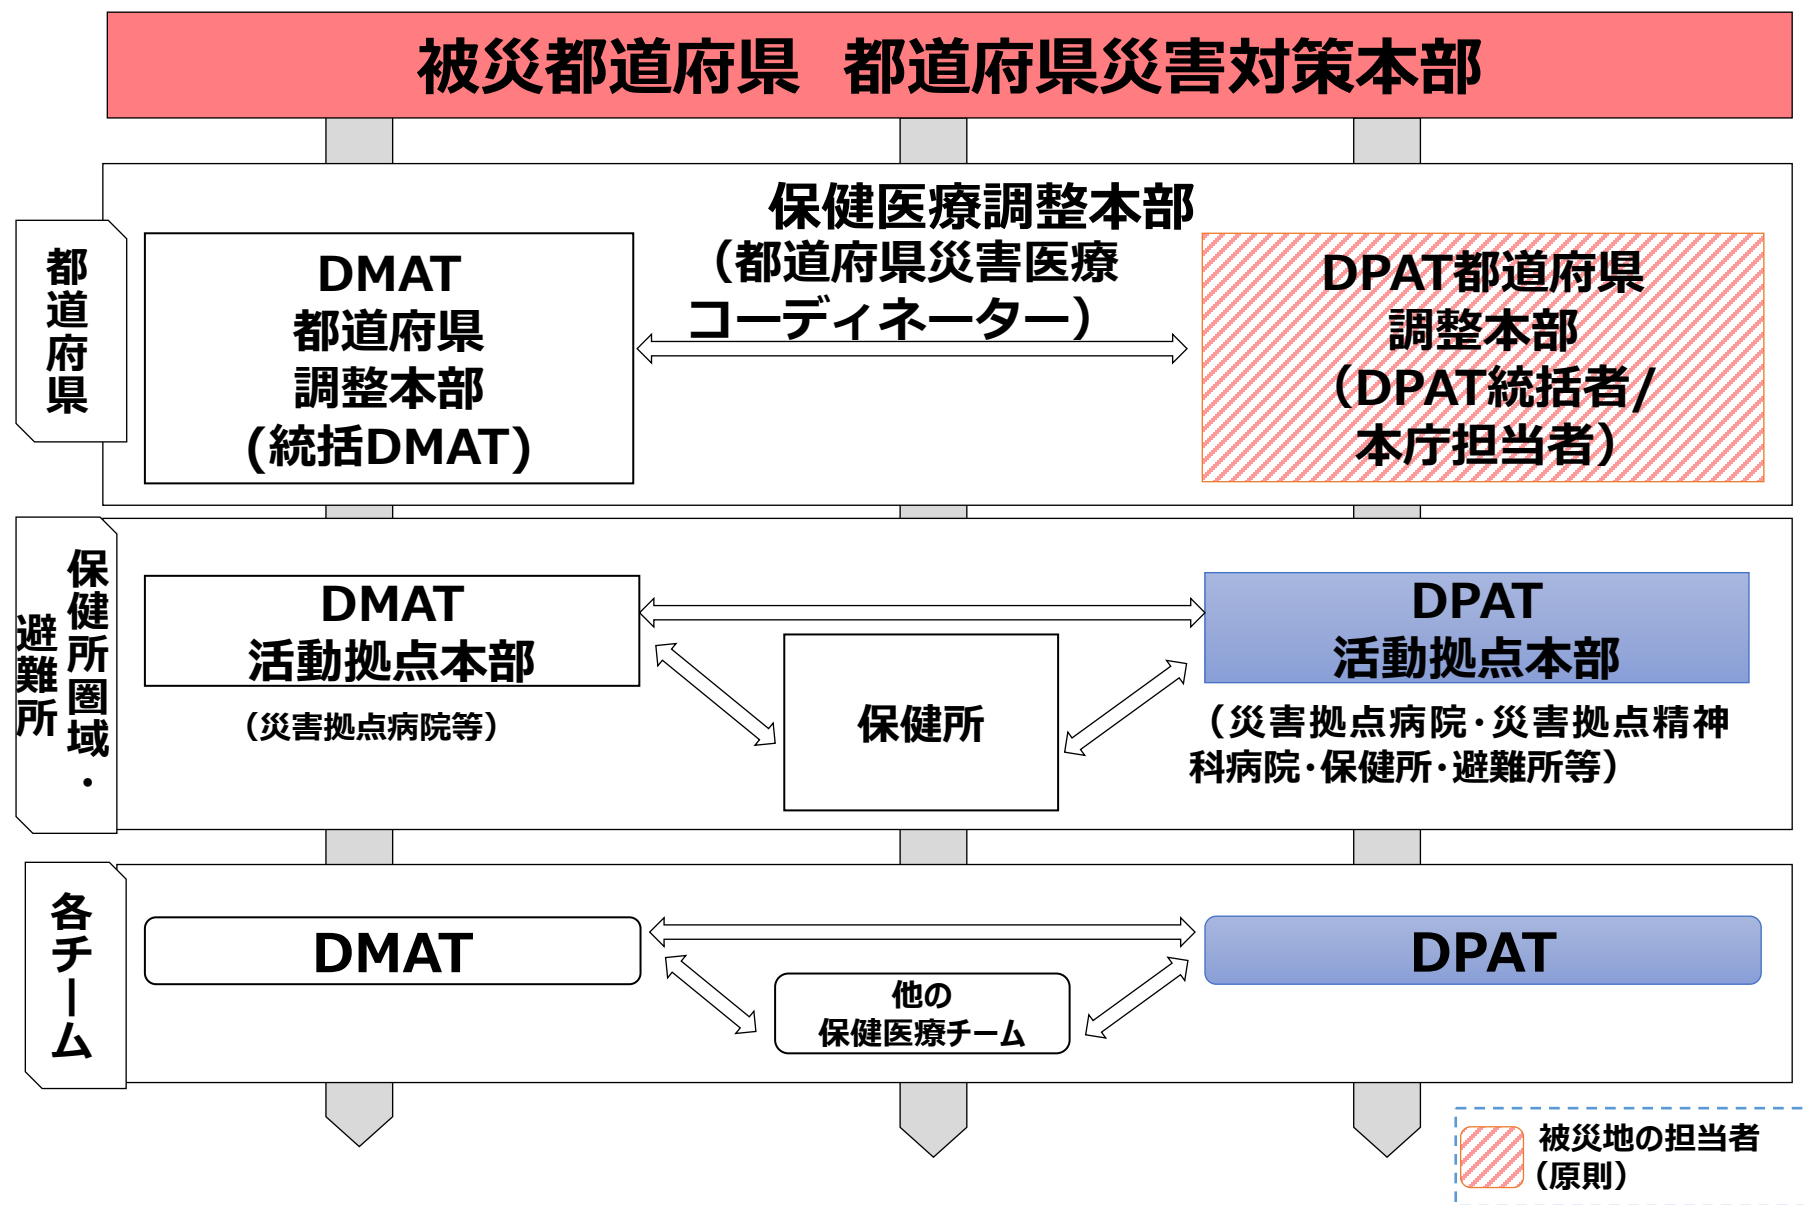 被災都道府県　都道府県災害対策本部
都道府県
保健医療調整本部
（都道府県災害医療
コーディネーター）
DMAT
都道府県
調整本部
(統括DMAT)
DPAT都道府県
調整本部
（DPAT統括者/
本庁担当者）
保健所圏域・
避難所
DMAT
活動拠点本部
（災害拠点病院等）
保健所
DPAT
活動拠点本部
（災害拠点病院・災害拠点精神
科病院・保健所・避難所等）
各チーム
DMAT
他の
保健医療チーム
DPAT
被災地の担当者
（原則）